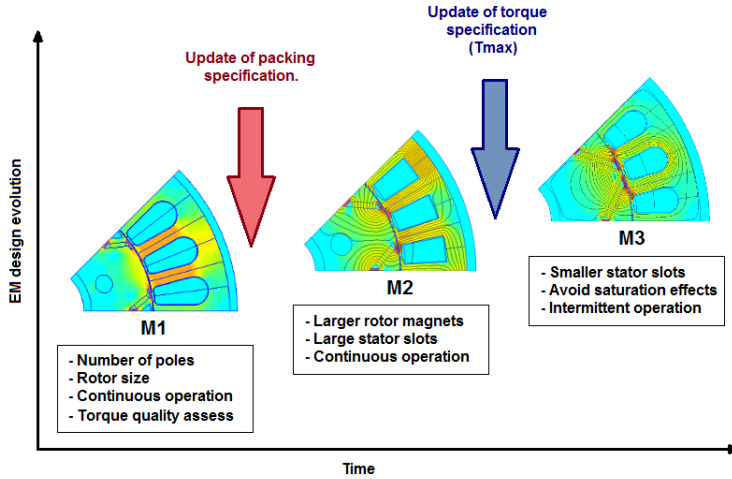 Update of packing
specification.
Update of torque
specification
(Tmax)
EM design evolution
M1
- Number of poles
- Rotor size
- Continuous operation
- Torque quality assess
M2
- Larger rotor magnets
- Large stator slots
- Continuous operation
M3
- Smaller stator slots
- Avoid saturation effects
- Intermittent operation
Time